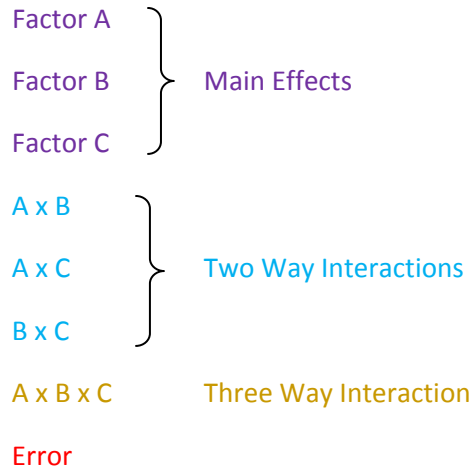 Factor A
Factor B Main Effects
Factor C
A x B
A x C Two Way Interactions
B x C
A x B x C Three Way Interaction
Error